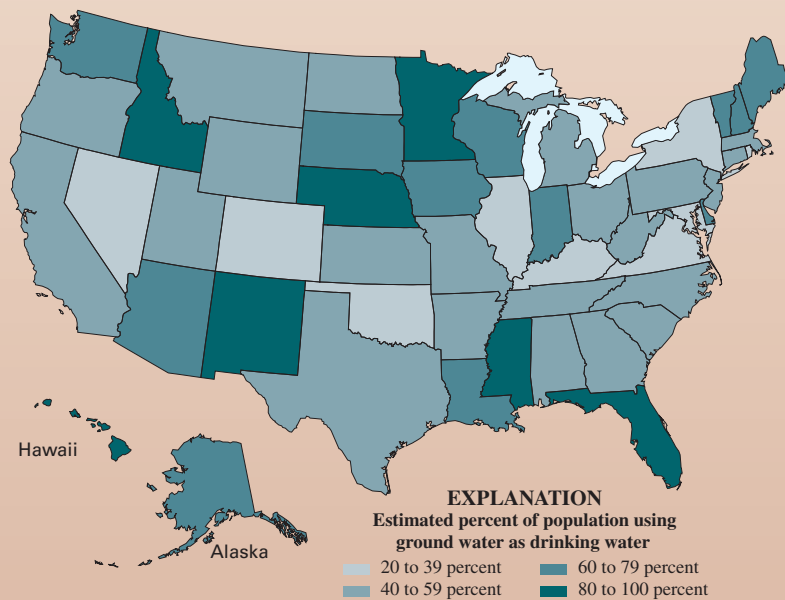 Hawaii
Alaska
EXPLANATION
Estimated percent of population using
ground water as drinking water
20 to 39 percent
40 to 59 percent
60 to 79 percent
80 to 100 percent